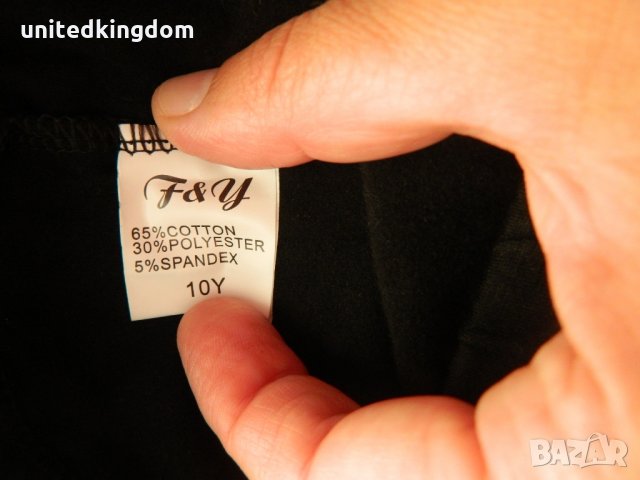 unitedkingdom
F&Y
65%COTTON
30%POLYESTER
5%SPANDEX
10Y
BAZAR